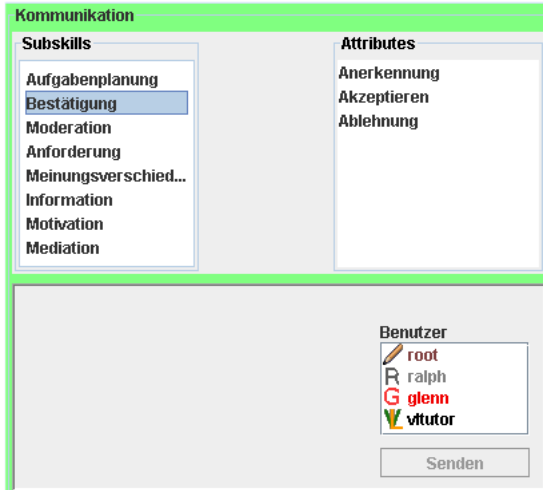 Kommunikation
Subskills
Aufgabenplanung
Bestätigung
Moderation
Anforderung
Meinungsverschied...
Information
Motivation
Mediation
Attributes
Anerkennung
Akzeptieren
Ablehnung
Benutzer
root
R ralph
G glenn
vltutor
Senden